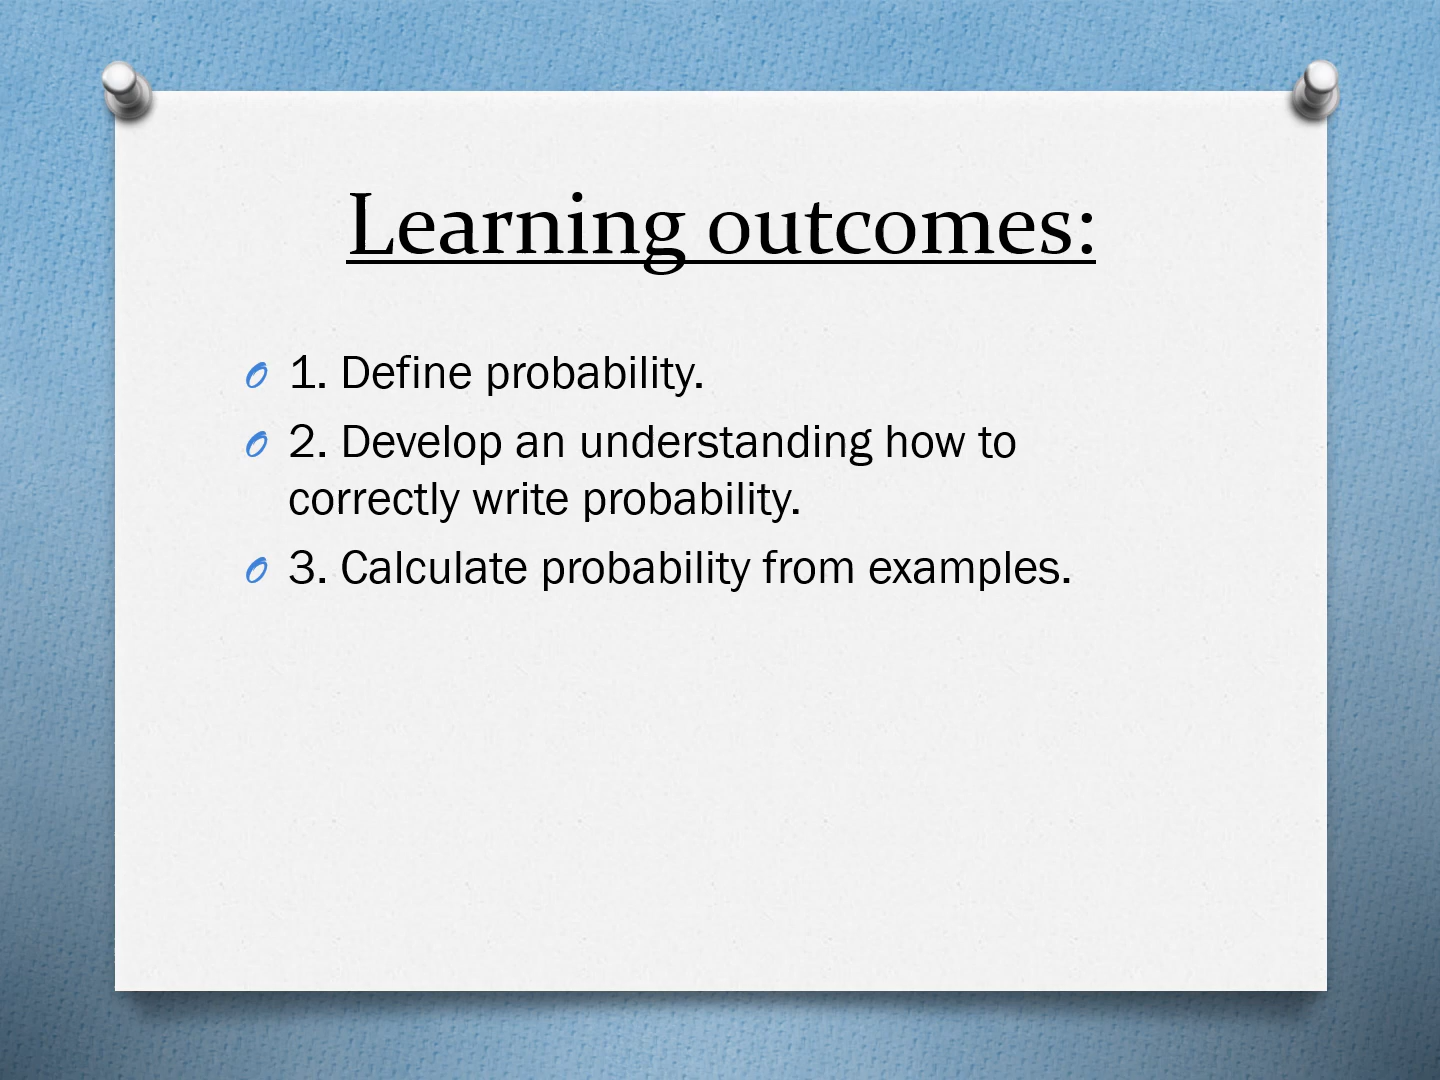 Learning outcomes:
1. Define probability.
2. Develop an understanding how to
correctly write probability.
3. Calculate probability from examples.